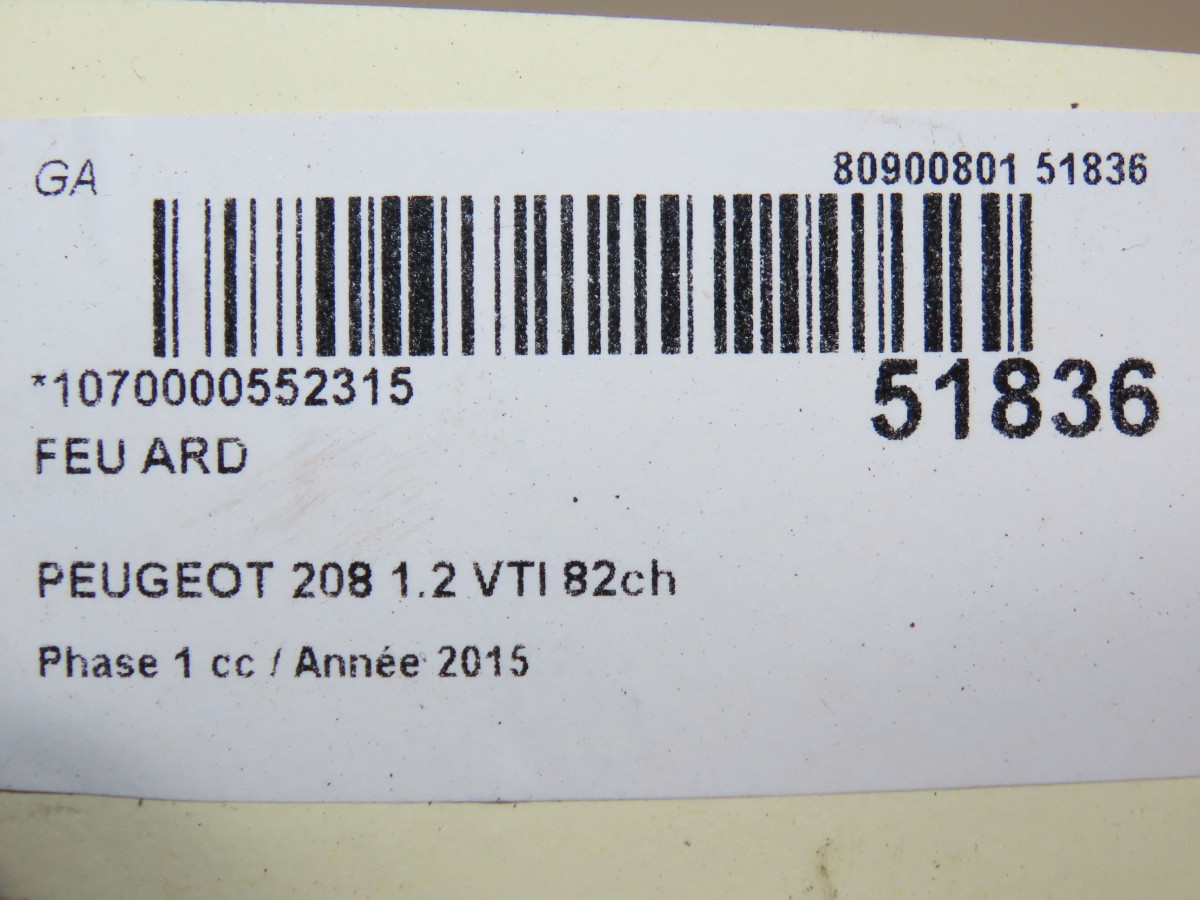 GA
80900801 51836
*1070000552315
51836
FEU ARD
PEUGEOT 208 1.2 VTI 82ch
Phase 1 cc / Année 2015